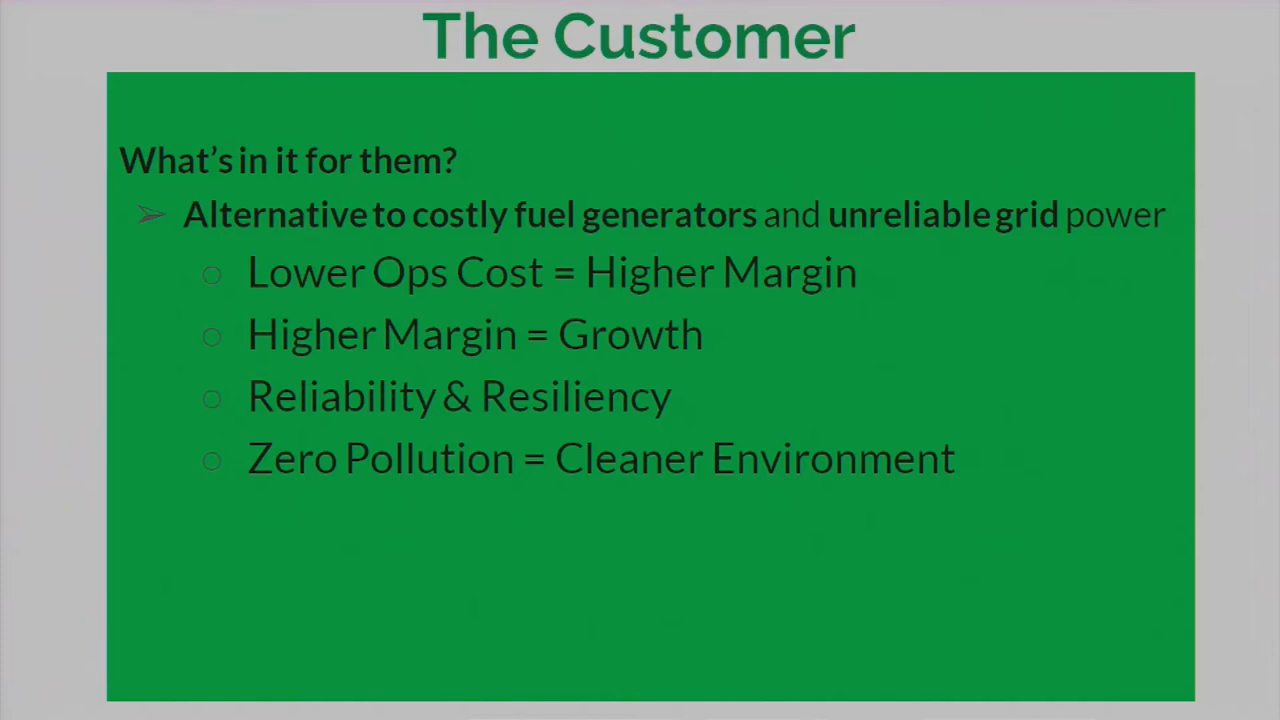 The Customer
What's in it for them?
➢ Alternative to costly fuel generators and unreliable grid power
○ Lower Ops Cost = Higher Margin
○ Higher Margin = Growth
○ Reliability & Resiliency
○ Zero Pollution = Cleaner Environment